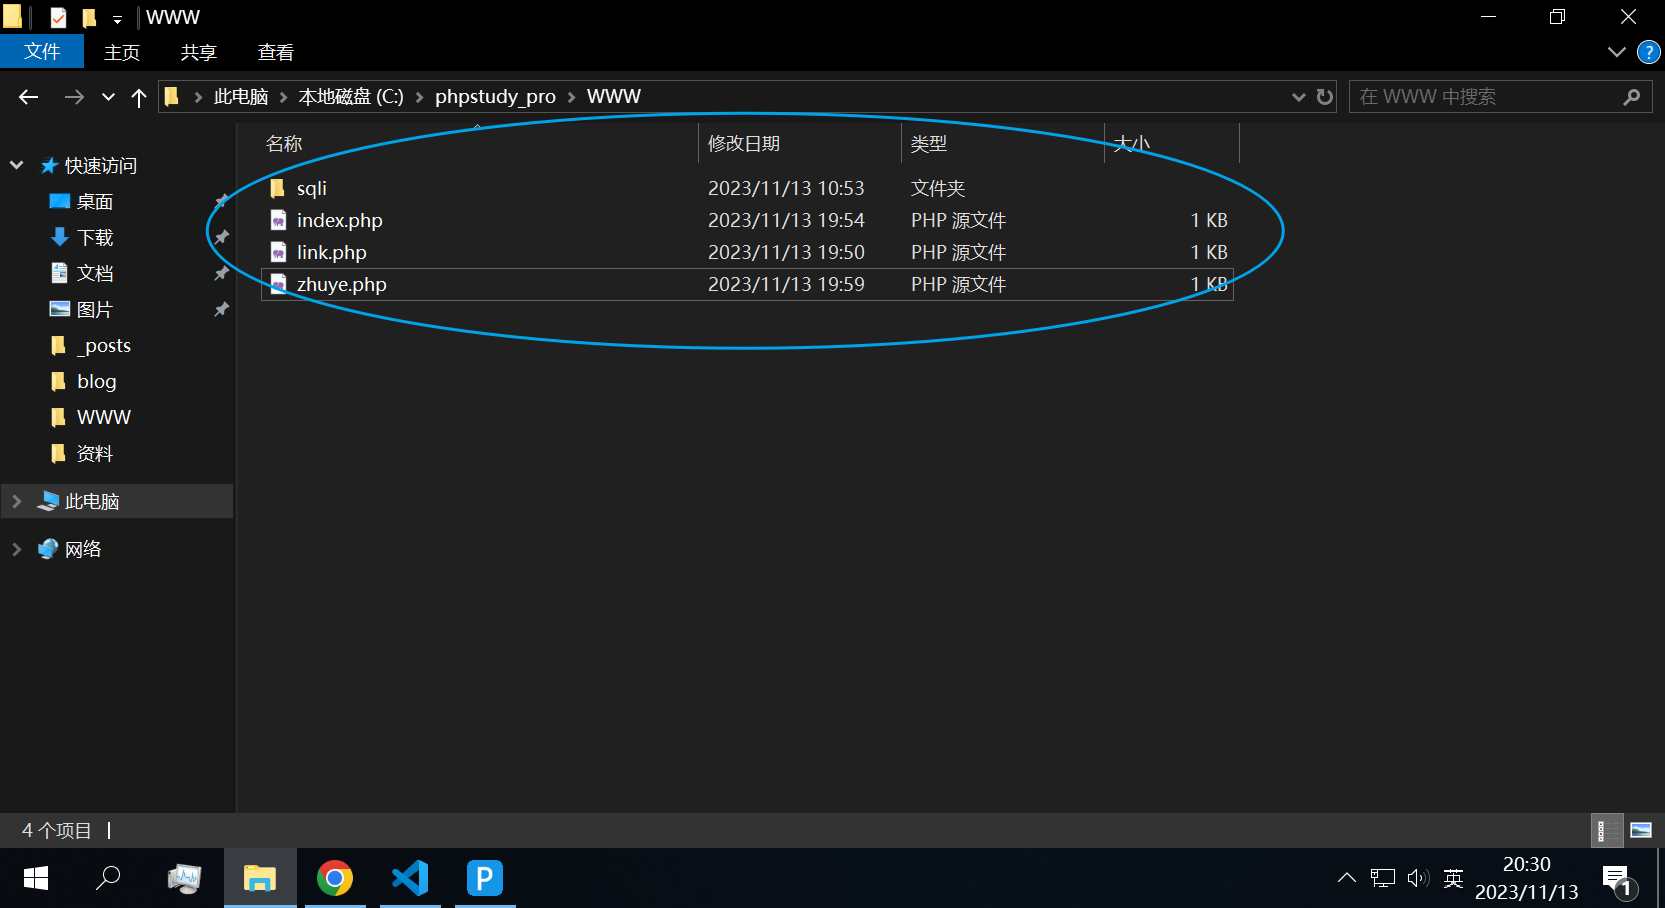 WWW
文件 主页 共享 查看
此电脑 本地磁盘 (C:) phpstudy_pro WWW
在 WWW 中搜索
名称 修改日期 类型 大小
sqli 2023/11/13 10:53 文件夹
index.php 2023/11/13 19:54 PHP 源文件 1 KB
link.php 2023/11/13 19:50 PHP 源文件 1 KB
zhuye.php 2023/11/13 19:59 PHP 源文件 1 KB
快速访问
桌面
下载
文档
图片
_posts
blog
WWW
资料
此电脑
网络
4 个项目
P
英
20:30
2023/11/13
1